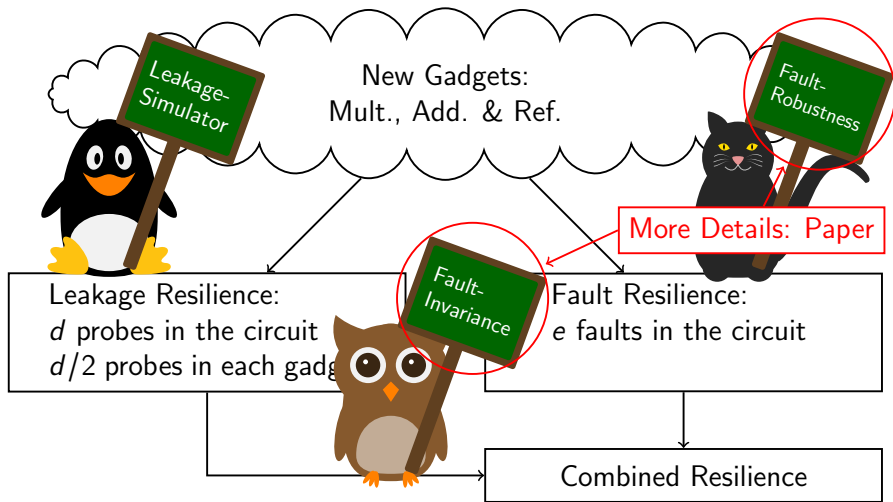 New Gadgets:
Mult., Add. & Ref.
Leakage-
Simulator
Fault-
Robustness
More Details: Paper
Fault-
Invariance
Leakage Resilience:
d probes in the circuit
d/2 probes in each gadg
Fault Resilience:
e faults in the circuit
Combined Resilience